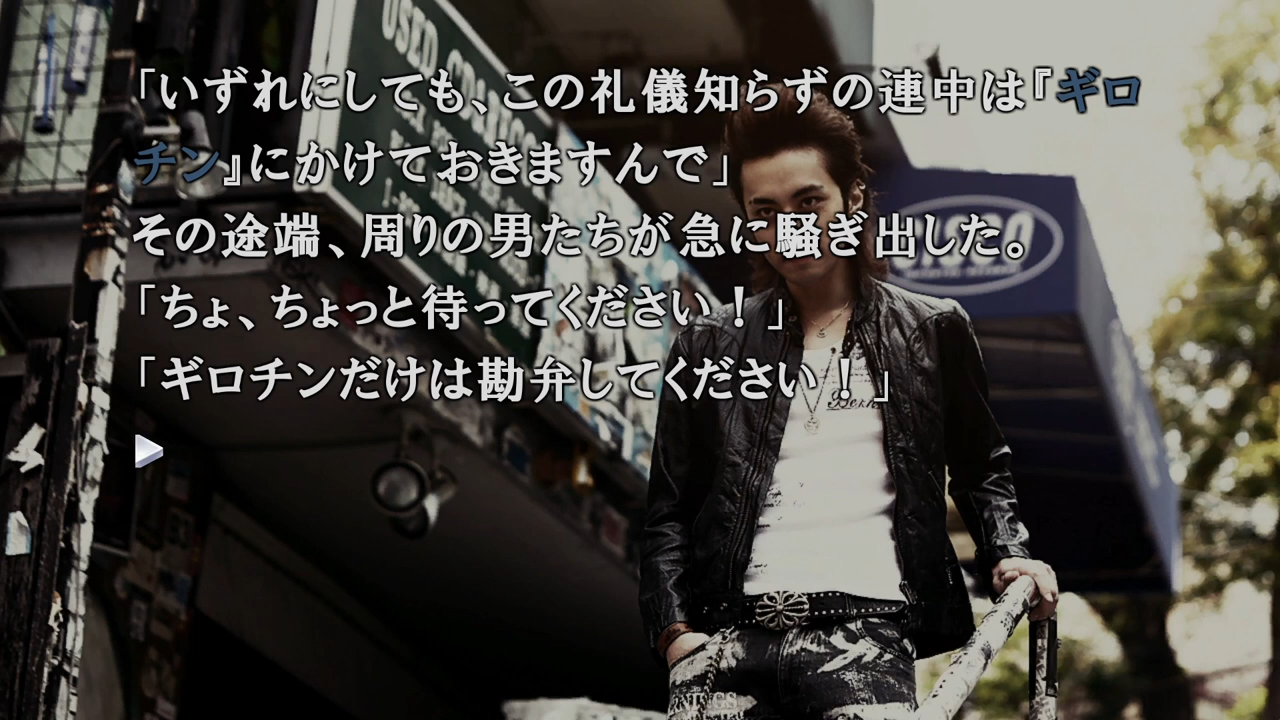 USED
「いずれにしても、この礼儀知らずの連中は『ギロ
チン』にかけておきますんで」
その途端、周りの男たちが急に騒ぎ出した。
「ちょ、ちょっと待ってください！」
「ギロチンだけは勘弁してください！」